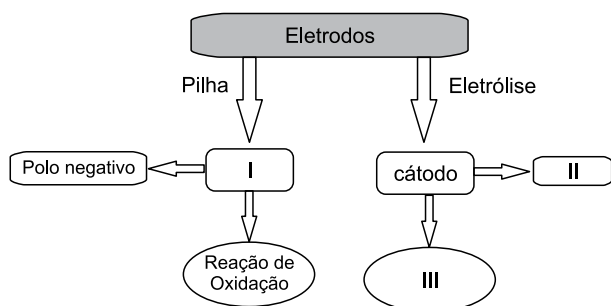 Eletrodos
Pilha
Eletrólise
Polo negativo
I
cátodo
II
Reação de
Oxidação
III